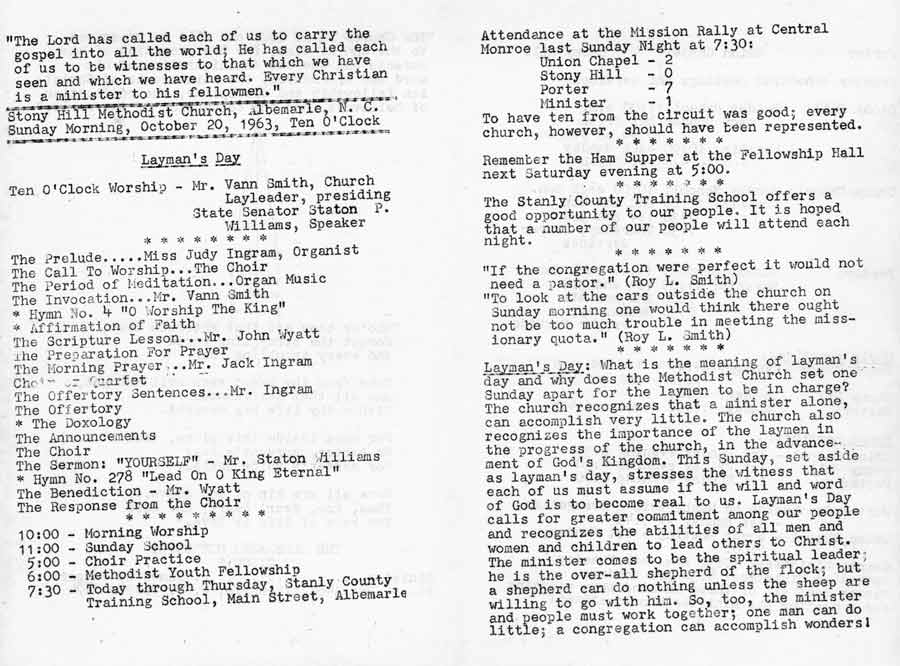 "The Lord has called each of us to carry the
gospel into all the world; He has called each
of us to be witnesses to that which we have
seen and which we have heard. Every Christian
is a minister to his fellowmen."
Stony Hill Methodist Church, Albemarle, N. C.
Sunday Morning, October 20, 1963, Ten O'Clock
Layman's Day
Ten O'Clock Worship - Mr. Vann Smith, Church
Layleader, presiding
State Senator Staton P.
Williams, Speaker
* * * * * * * *
The Prelude.....Miss Judy Ingram, Organist
The Call To Worship...The Choir
The Period of Meditation...Organ Music
The Invocation...Mr. Vann Smith
* Hymn No. 4 "O Worship The King"
* Affirmation of Faith
The Scripture Lesson...Mr. John Wyatt
The Preparation For Prayer
The Morning Prayer...Mr. Jack Ingram
Choir or Quartet
The Offertory Sentences...Mr. Ingram
The Offertory
* The Doxology
The Announcements
The Choir
The Sermon: "YOURSELF" - Mr. Staton Williams
* Hymn No. 278 "Lead On O King Eternal"
The Benediction - Mr. Wyatt
The Response from the Choir
* * * * * * * * *
10:00 - Morning Worship
11:00 - Sunday School
5:00 - Choir Practice
6:00 - Methodist Youth Fellowship
7:30 - Today through Thursday, Stanly County
Training School, Main Street, Albemarle
Attendance at the Mission Rally at Central
Monroe last Sunday Night at 7:30:
Union Chapel - 2
Stony Hill - 0
Porter - 7
Minister - 1
To have ten from the circuit was good; every
church, however, should have been represented.
* * * * * * *
Remember the Ham Supper at the Fellowship Hall
next Saturday evening at 5:00.
* * * * * * *
The Stanly County Training School offers a
good opportunity to our people. It is hoped
that a number of our people will attend each
night.
* * * * * * *
"If the congregation were perfect it would not
need a pastor." (Roy L. Smith)
"To look at the cars outside the church on
Sunday morning one would think there ought
not be too much trouble in meeting the miss-
ionary quota." (Roy L. Smith)
* * * * * * *
Layman's Day: What is the meaning of layman's
day and why does the Methodist Church set one
Sunday apart for the laymen to be in charge?
The church recognizes that a minister alone,
can accomplish very little. The church also
recognizes the importance of the laymen in
the progress of the church, in the advance-
ment of God's Kingdom. This Sunday, set aside
as layman's day, stresses the witness that
each of us must assume if the will and word
of God is to become real to us. Layman's Day
calls for greater commitment among our people
and recognizes the abilities of all men and
women and children to lead others to Christ.
The minister comes to be the spiritual leader;
he is the over-all shepherd of the flock; but
a shepherd can do nothing unless the sheep are
willing to go with him. So, too, the minister
and people must work together; one man can do
little; a congregation can accomplish wonders!